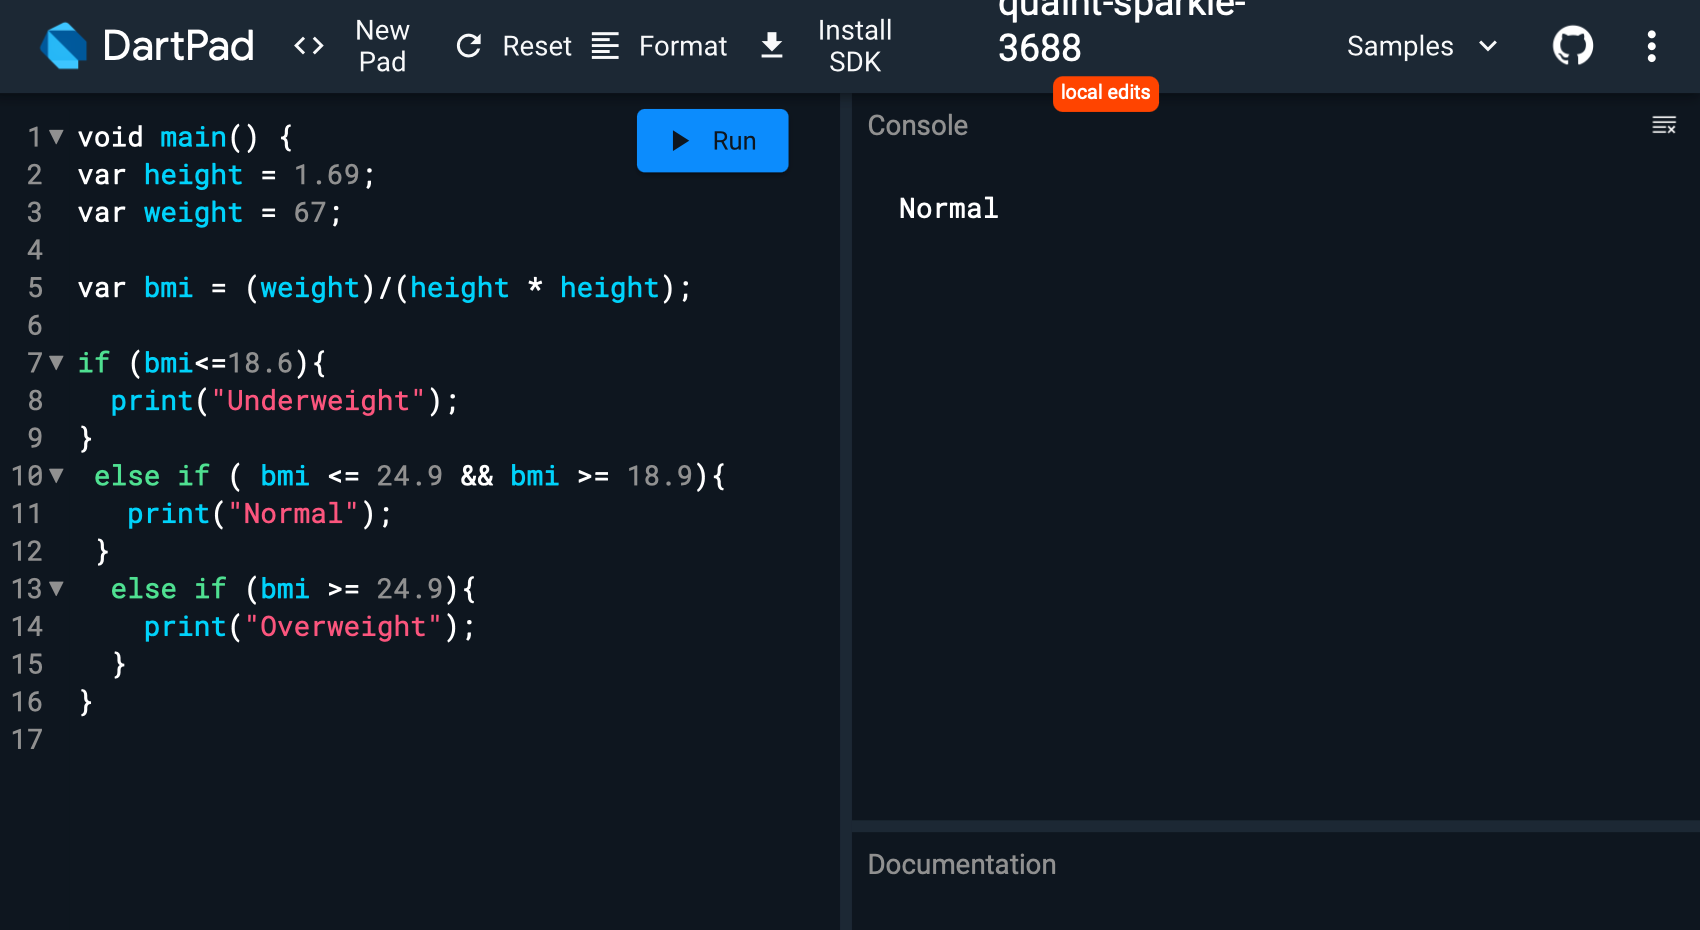 DartPad
<>
New
Pad
Reset
Format
Install
SDK
quaint-sparkle-
3688
local edits
Samples
Run
1 void main() {
2 var height = 1.69;
3 var weight = 67;
4
5 var bmi = (weight)/(height * height);
6
7 if (bmi<=18.6){
8   print("Underweight");
9 }
10  else if ( bmi <= 24.9 && bmi >= 18.9){
11    print("Normal");
12  }
13   else if (bmi >= 24.9){
14     print("Overweight");
15   }
16 }
17
Console
Normal
Documentation